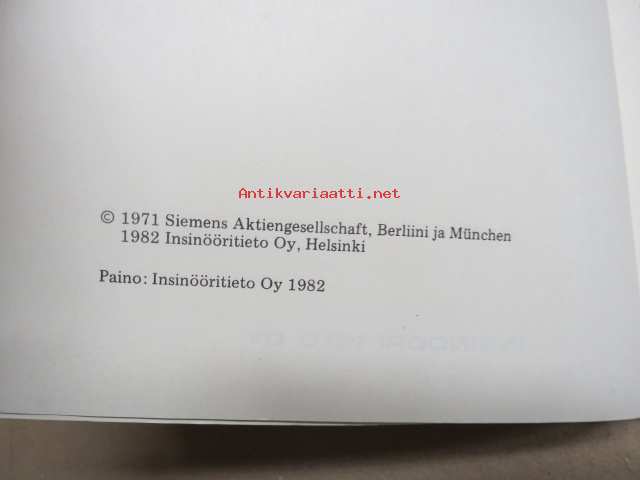 Antikvariaatti.net
© 1971 Siemens Aktiengesellschaft, Berliini ja München
1982 Insinööritieto Oy, Helsinki
Paino: Insinööritieto Oy 1982